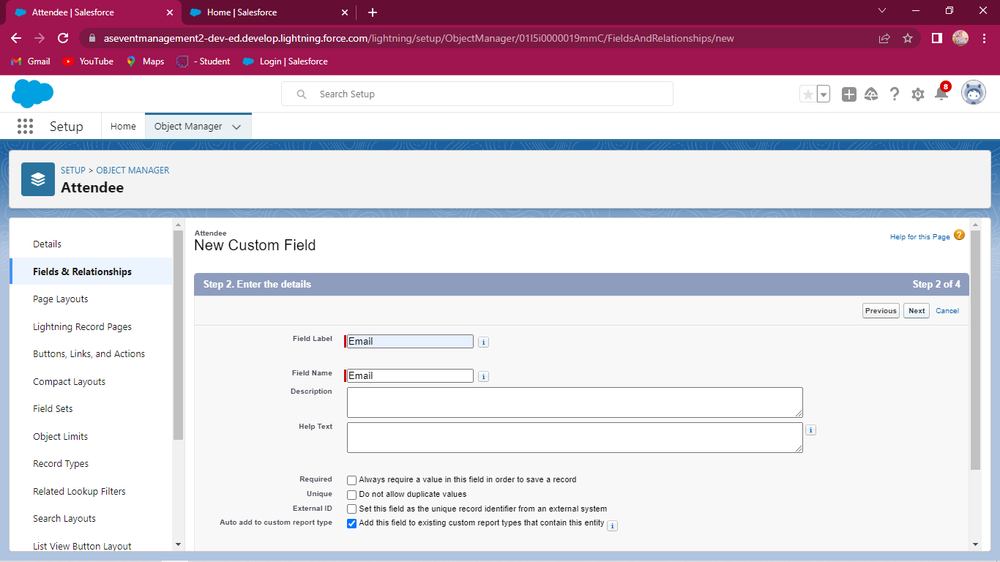 Attendee | Salesforce
Home | Salesforce
aseventmanagement2-dev-ed.develop.lightning.force.com/lightning/setup/ObjectManager/01I5i0000019mmC/FieldsAndRelationships/new
Gmail
YouTube
Maps
- Student
Login | Salesforce
Search Setup
8
Setup
Home
Object Manager
SETUP > OBJECT MANAGER
Attendee
Details
Fields & Relationships
Page Layouts
Lightning Record Pages
Buttons, Links, and Actions
Compact Layouts
Field Sets
Object Limits
Record Types
Related Lookup Filters
Search Layouts
List View Button Layout
Attendee
New Custom Field
Help for this Page ?
Step 2. Enter the details
Step 2 of 4
Previous Next Cancel
Field Label Email i
Field Name Email i
Description
Help Text i
Required Always require a value in this field in order to save a record
Unique Do not allow duplicate values
External ID Set this field as the unique record identifier from an external system
Auto add to custom report type Add this field to existing custom report types that contain this entity i